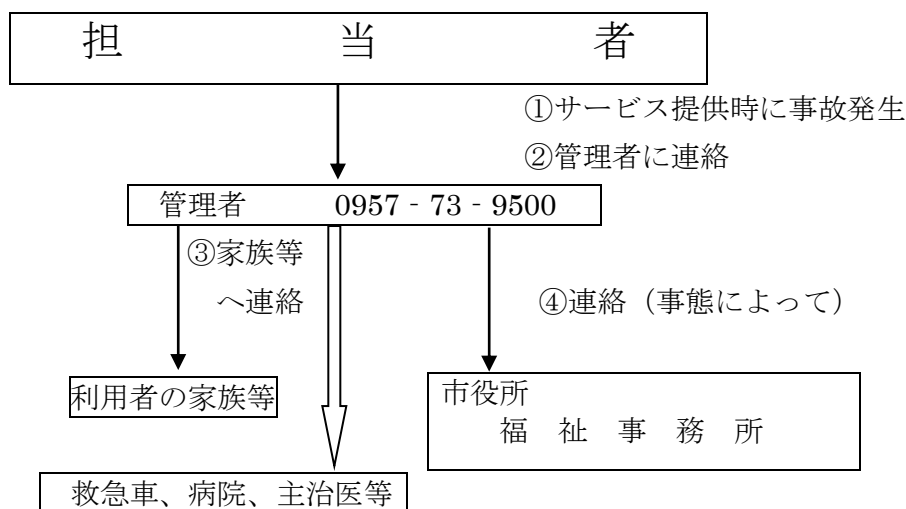 担　当　者
①サービス提供時に事故発生
②管理者に連絡
管理者　0957‐73‐9500
③家族等
へ連絡
④連絡（事態によって）
利用者の家族等
市役所
福　祉　事　務　所
救急車、病院、主治医等